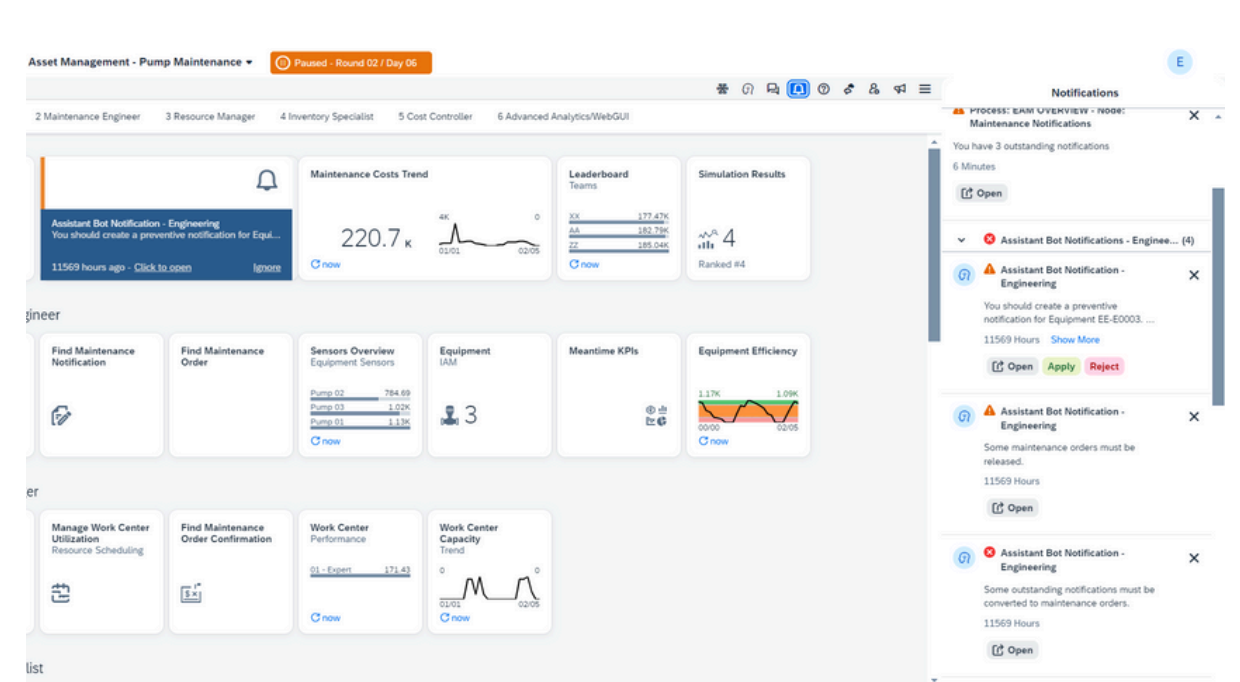 Asset Management - Pump Maintenance
Paused - Round 02 / Day 06
E
2 Maintenance Engineer
3 Resource Manager
4 Inventory Specialist
5 Cost Controller
6 Advanced Analytics/WebGUI
Assistant Bot Notification - Engineering
You should create a preventive notification for Equi...
11569 hours ago - Click to open
Ignore
Maintenance Costs Trend
220.7 K
4K
0
01/01
02/05
now
Leaderboard
Teams
XX 177.47K
AA 182.79K
ZZ 185.04K
now
Simulation Results
4
Ranked #4
gineer
Find Maintenance
Notification
Find Maintenance
Order
Sensors Overview
Equipment Sensors
Pump 02 784.69
Pump 03 1.02K
Pump 01 1.13K
now
Equipment
IAM
3
Meantime KPIs
Equipment Efficiency
1.17K
1.09K
00/00
02/05
now
er
Manage Work Center
Utilization
Resource Scheduling
Find Maintenance
Order Confirmation
Work Center
Performance
01 - Expert 171.43
now
Work Center
Capacity
Trend
0
0
01/01
02/05
now
list
Notifications
Process: EAM OVERVIEW - Node:
Maintenance Notifications
You have 3 outstanding notifications
6 Minutes
Open
Assistant Bot Notifications - Enginee... (4)
Assistant Bot Notification -
Engineering
You should create a preventive
notification for Equipment EE-E0003. ...
11569 Hours Show More
Open
Apply
Reject
Assistant Bot Notification -
Engineering
Some maintenance orders must be
released.
11569 Hours
Open
Assistant Bot Notification -
Engineering
Some outstanding notifications must be
converted to maintenance orders.
11569 Hours
Open